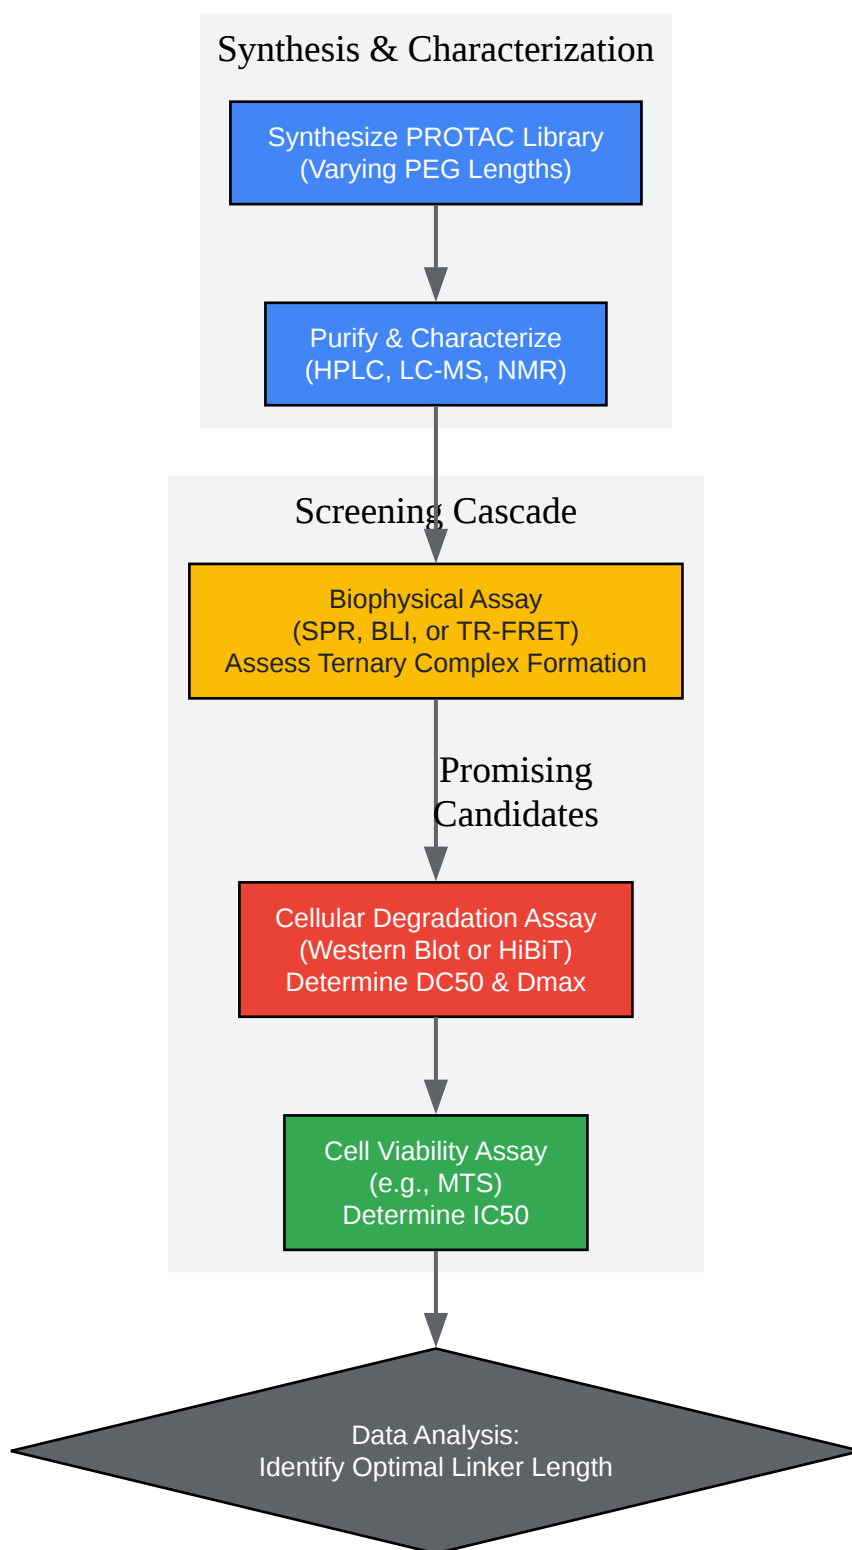 Synthesis & Characterization
Synthesize PROTAC Library
(Varying PEG Lengths)
Purify & Characterize
(HPLC, LC-MS, NMR)
Screening Cascade
Biophysical Assay
(SPR, BLI, or TR-FRET)
Assess Ternary Complex Formation
Promising
Candidates
Cellular Degradation Assay
(Western Blot or HiBiT)
Determine DC50 & Dmax
Cell Viability Assay
(e.g., MTS)
Determine IC50
Data Analysis:
Identify Optimal Linker Length